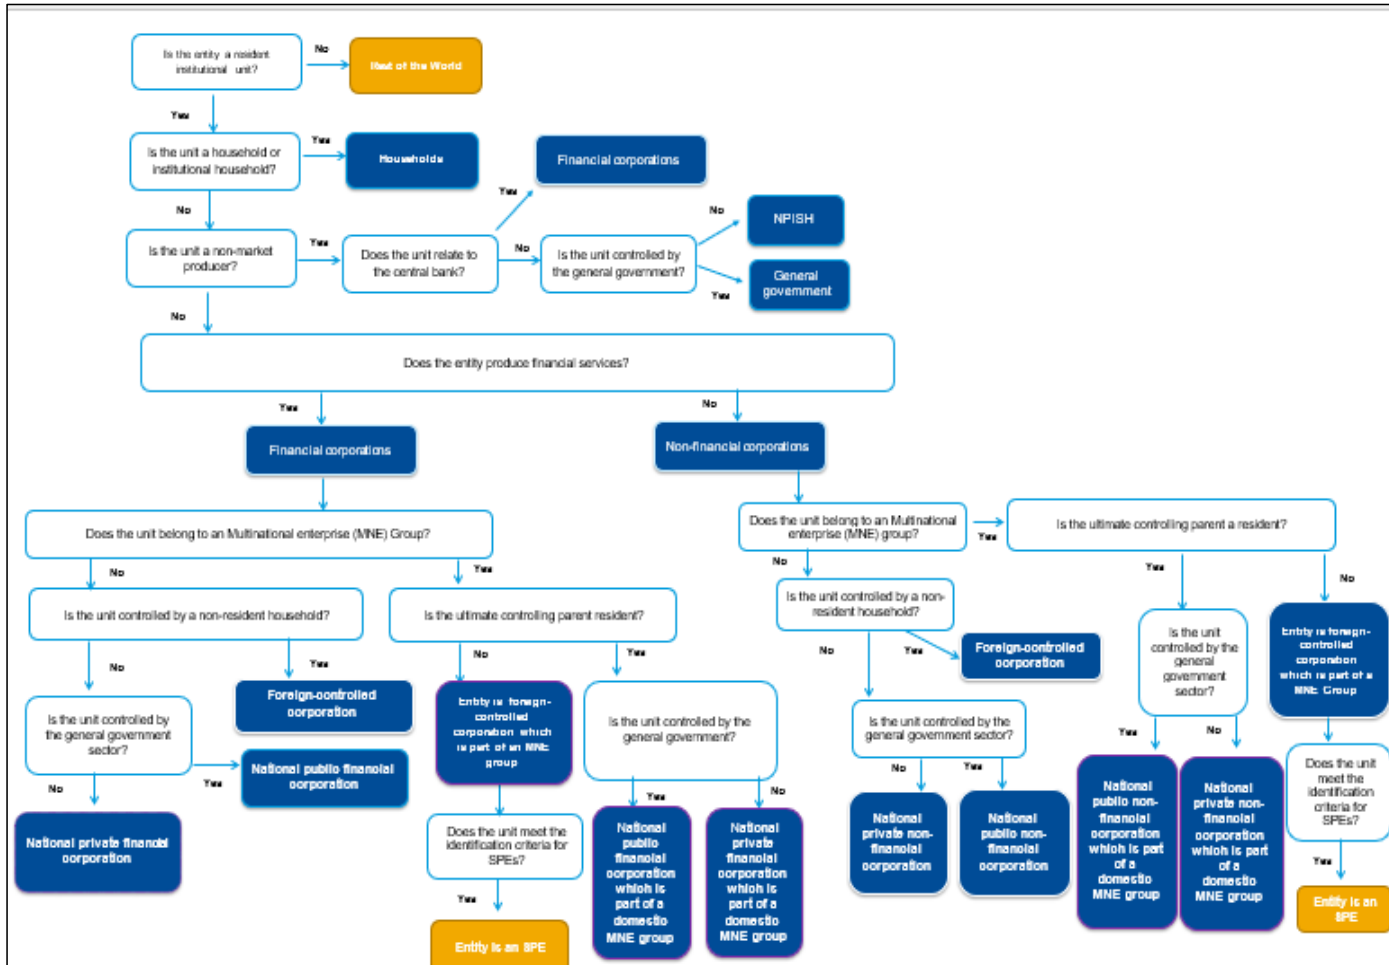 Is the entity a resident
institutional unit?
No
Rest of the World
Yes
Is the unit a household or
institutional household?
Yes
Households
Financial corporations
Yes
No
Is the unit a non-market
producer?
Yes
Does the unit relate to
the central bank?
No
Is the unit controlled by
the general government?
No
NPISH
General
government
Yes
No
Does the entity produce financial services?
Yes
No
Financial corporations
Non-financial corporations
Does the unit belong to an Multinational enterprise (MNE) Group?
Does the unit belong to an Multinational
enterprise (MNE) group?
Yes
Is the ultimate controlling parent a resident?
No
Yes
No
Yes
No
Is the unit controlled by a non-resident household?
Is the ultimate controlling parent resident?
Is the unit controlled by a non-
resident household?
Is the unit
controlled by the
general
government
sector?
Entity is foreign-
controlled
corporation
which is part of a
MNE Group
No
Yes
Foreign-controlled
corporation
No
Yes
No
Yes
Foreign-controlled
corporation
Is the unit controlled by
the general government
sector?
Entity is foreign-
controlled
corporation which
is part of an MNE
group
Is the unit controlled by the
general government?
Is the unit controlled by the
general government sector?
Yes
No
No
Yes
National public financial
corporation
No
Yes
Does the unit
meet the
identification
criteria for
SPEs?
National private financial
corporation
Does the unit meet the
identification criteria for
SPEs?
Yes
No
National
public
financial
corporation
which is
part of a
domestic
MNE group
National
private
financial
corporation
which is
part of a
domestic
MNE group
National
private non-
financial
corporation
National
public non-
financial
corporation
National
public non-
financial
corporation
which is part
of a
domestic
MNE group
National
private non-
financial
corporation
which is part
of a
domestic
MNE group
Yes
Entity is an
SPE
Yes
Entity is an SPE